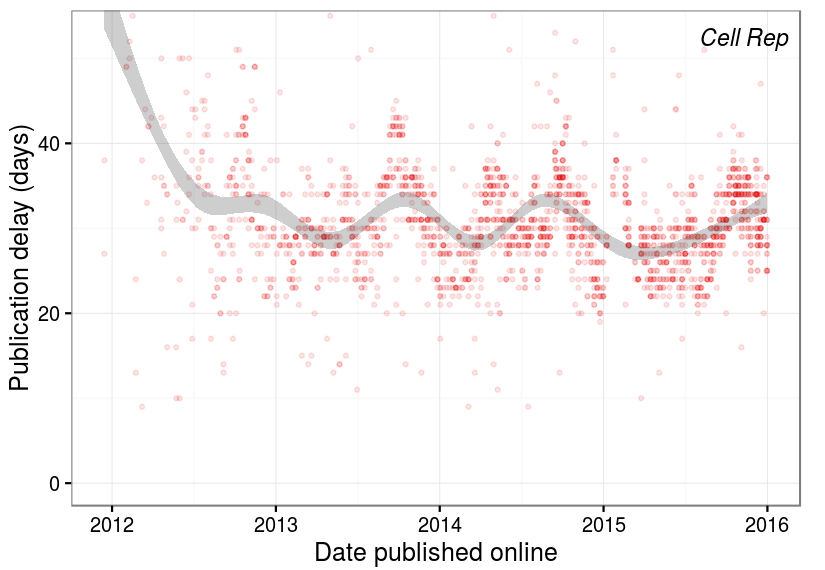 Cell Rep
Publication delay (days)
40
20
0
2012 2013 2014 2015 2016
Date published online